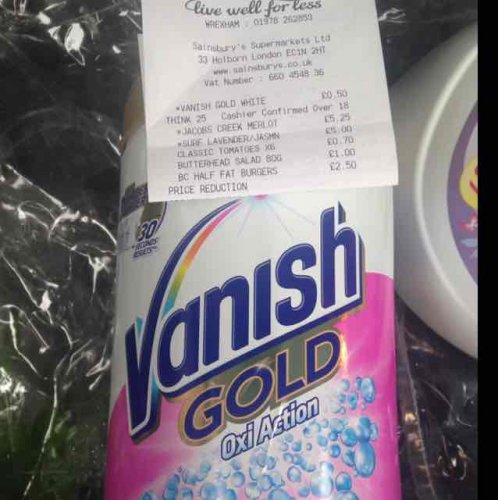 live well for less
WREXHAM : 01978 262853
Sainsbury's Supermarkets Ltd
33 Holborn London EC1N 2HT
www.sainsburys.co.uk
Vat Number : 660 4548 36
*VANISH GOLD WHITE £0.50
THINK 25 Cashier Confirmed Over 18
*JACOBS CREEK MERLOT £5.25
*SURF LAVENDER/JASMN £5.00
CLASSIC TOMATOES X6 £0.70
BUTTERHEAD SALAD 80G £1.00
BC HALF FAT BURGERS £2.50
PRICE REDUCTION
30
SECONDS
RESULTS
Vanish
GOLD
Oxi Action